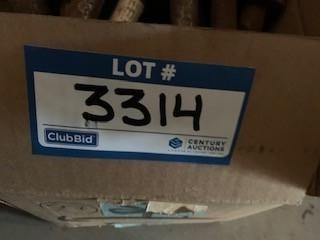 LOT #
3314
ClubBid
CENTURY
AUCTIONS